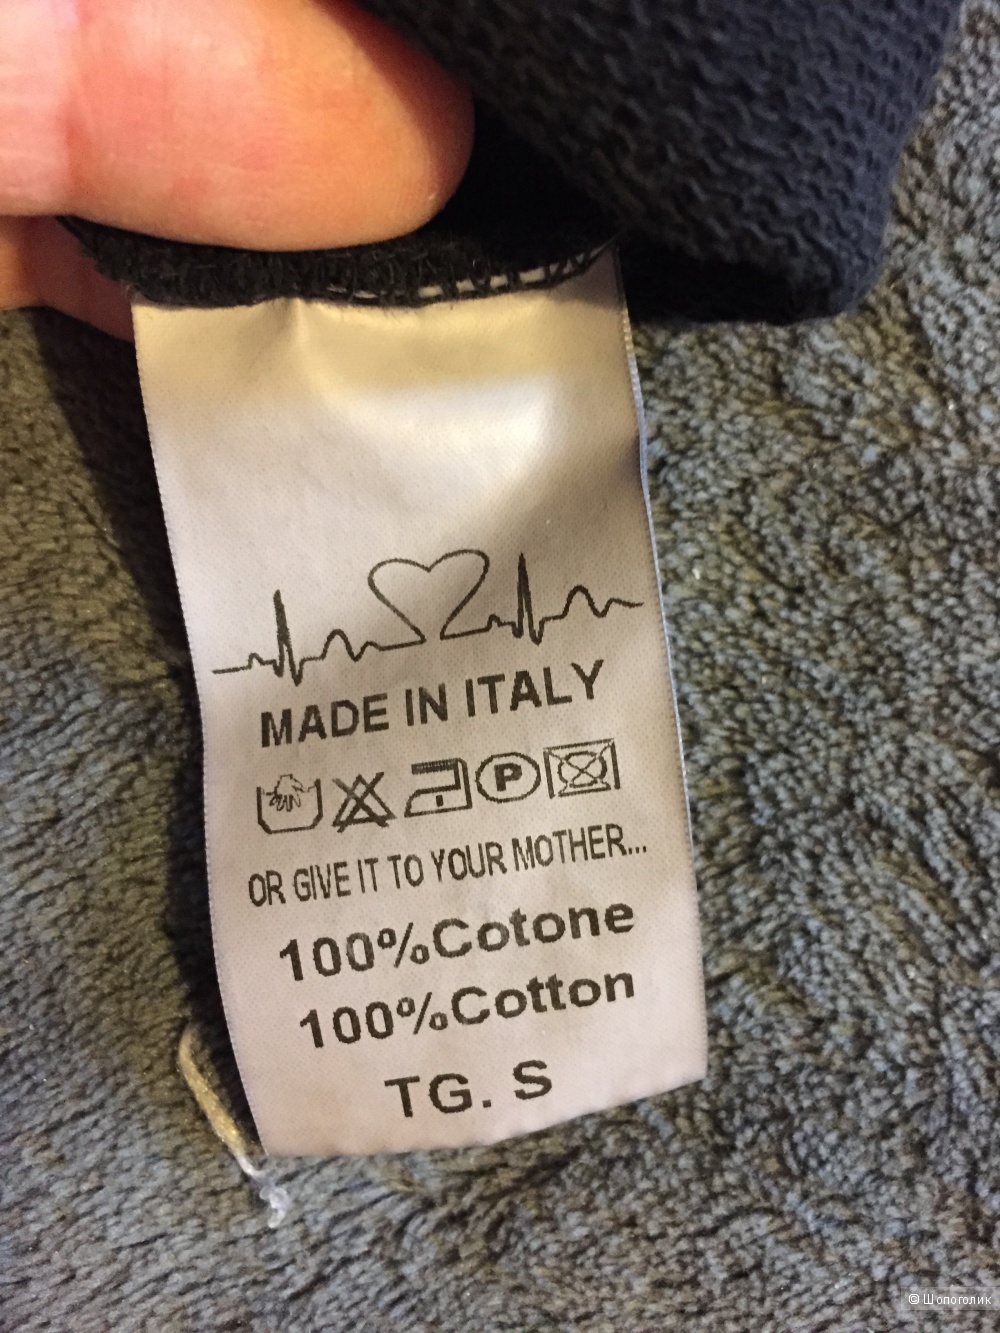 MADE IN ITALY
P
OR GIVE IT TO YOUR MOTHER...
100%Cotone
100%Cotton
TG. S
© Шопоголик